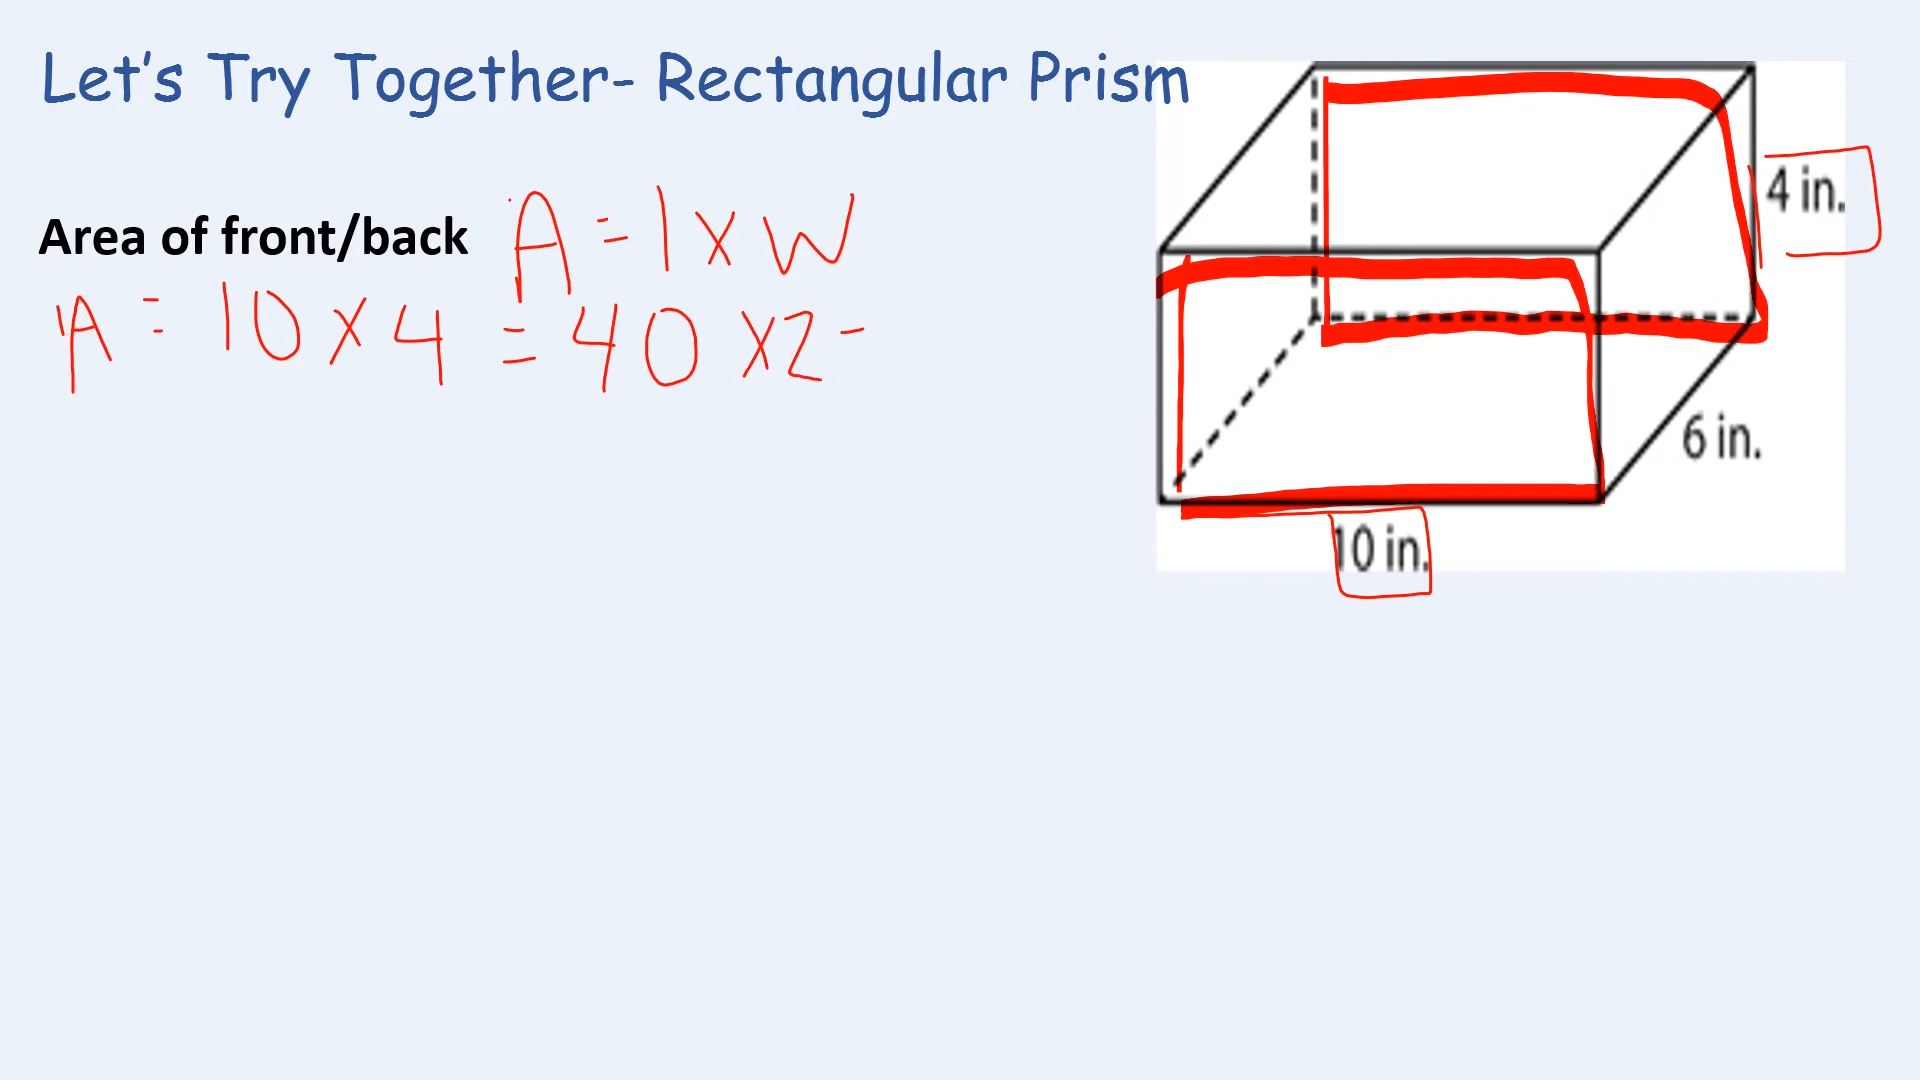 Let's Try Together- Rectangular Prism
Area of front/back A = l x w
A = 10 x 4 = 40 x 2 -
4 in.
6 in.
10 in.